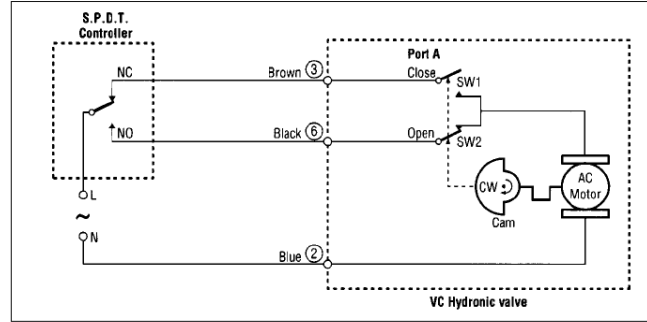 S.P.D.T.
Controller
NC
NO
L
~
N
Brown ③
Black ⑥
Blue ②
Port A
Close
SW1
Open
SW2
CW
Cam
AC
Motor
VC Hydronic valve